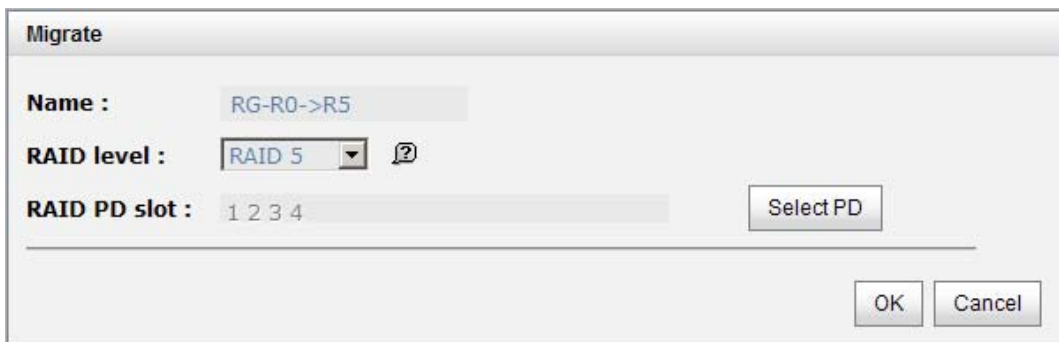 Migrate
Name : RG-R0->R5
RAID level : RAID 5
RAID PD slot : 1 2 3 4 Select PD
OK Cancel